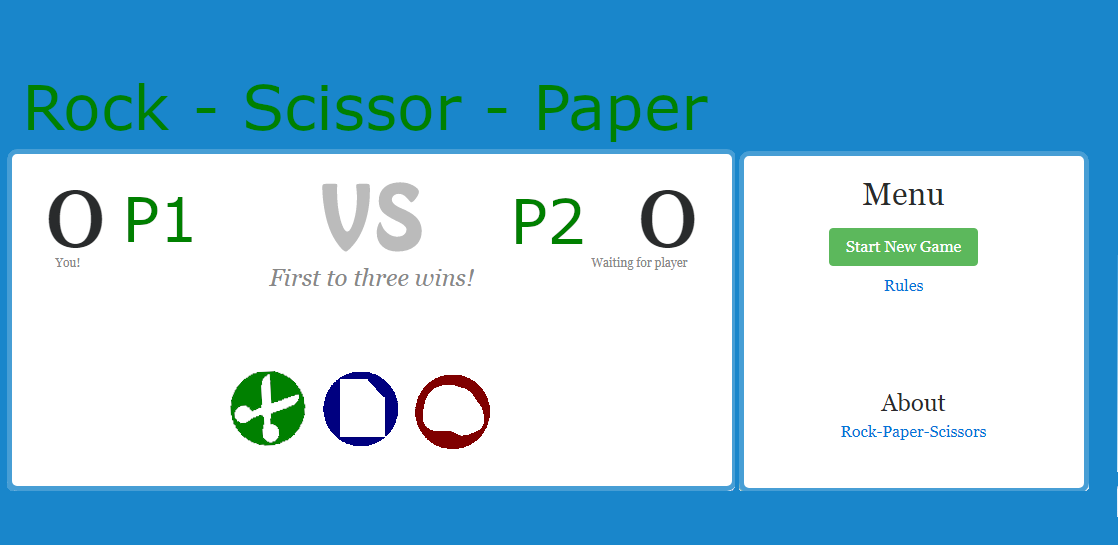 Rock - Scissor - Paper
0 P1 VS P2 0
You! Waiting for player
First to three wins!
Menu
Start New Game
Rules
About
Rock-Paper-Scissors